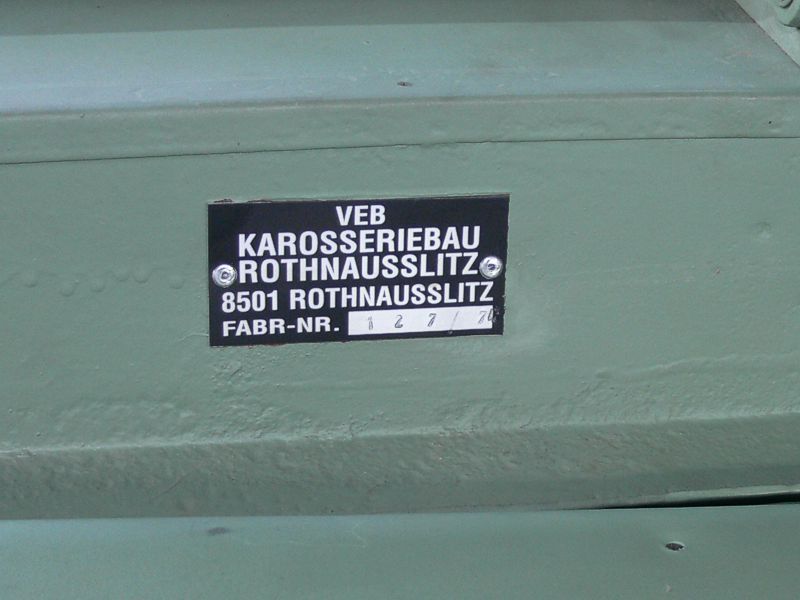 VEB
KAROSSERIEBAU
ROTHNAUSSLITZ
8501 ROTHNAUSSLITZ
FABR-NR. 127/